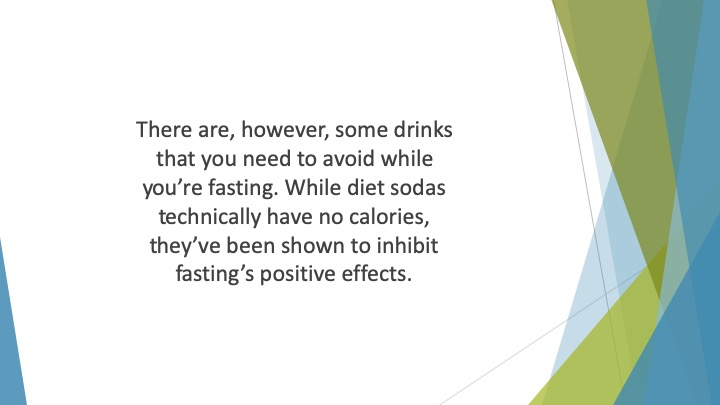 There are, however, some drinks
that you need to avoid while
you’re fasting. While diet sodas
technically have no calories,
they’ve been shown to inhibit
fasting’s positive effects.